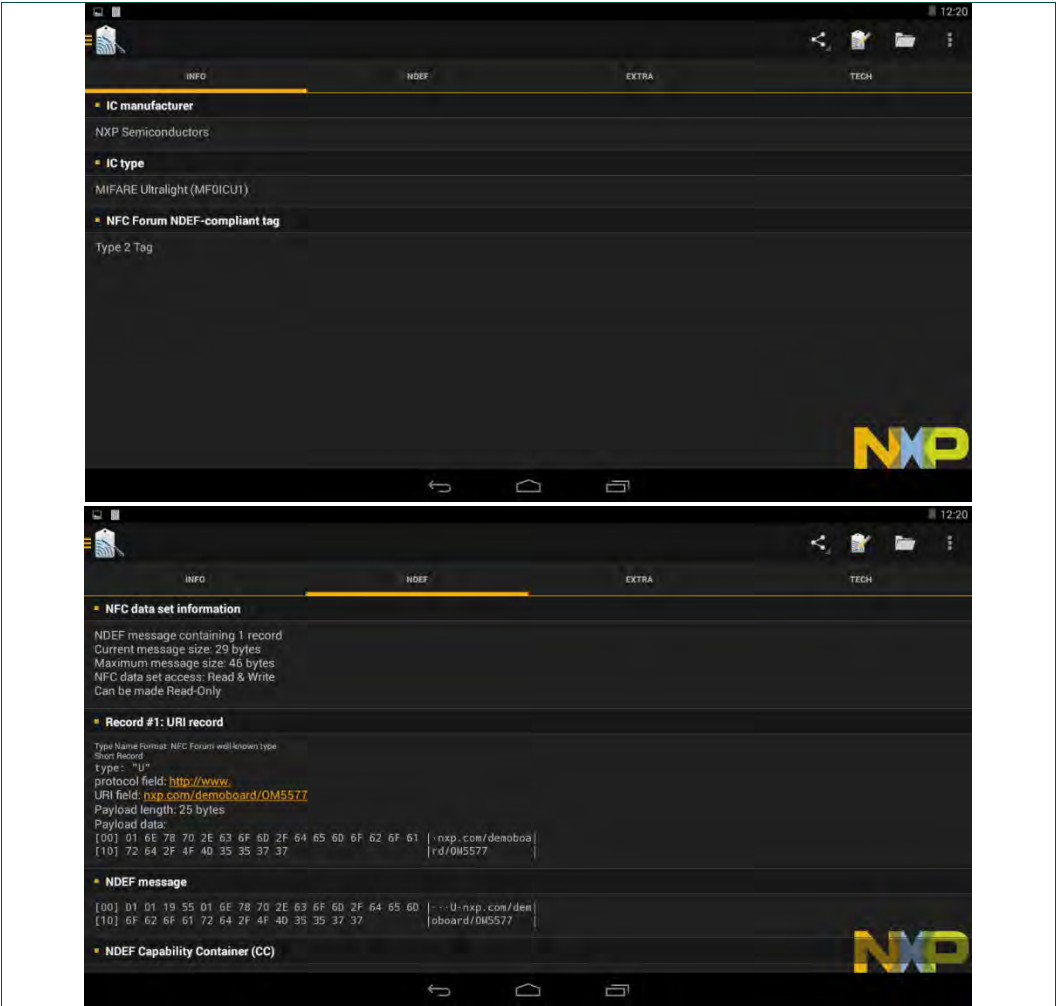 12:20
INFO NDEF EXTRA TECH
IC manufacturer
NXP Semiconductors
IC type
MIFARE Ultralight (MF0ICU1)
NFC Forum NDEF-compliant tag
Type 2 Tag
NXP
12:20
INFO NDEF EXTRA TECH
NFC data set information
NDEF message containing 1 record
Current message size: 29 bytes
Maximum message size: 46 bytes
NFC data set access: Read & Write
Can be made Read-Only
Record #1: URI record
Type Name Format: NFC Forum well-known type
Short Record
type: "U"
protocol field: http://www.
URI field: nxp.com/demoboard/OM5577
Payload length: 25 bytes
Payload data:
[00] 01 6E 78 70 2E 63 6F 6D 2F 64 65 6D 6F 62 6F 61 |·nxp.com/demoboa|
[10] 72 64 2F 4F 4D 35 35 37 37 |rd/OM5577 |
NDEF message
[00] D1 01 19 55 01 6E 78 70 2E 63 6F 6D 2F 64 65 6D |···U·nxp.com/dem|
[10] 6F 62 6F 61 72 64 2F 4F 4D 35 35 37 37 |oboard/OM5577 |
NDEF Capability Container (CC)
NXP